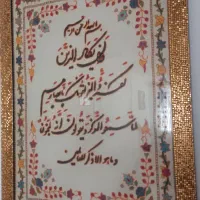 بسم الله الرحمن الرحیم
وان یکاد الذین
کفروا لیزلقونک بابصارهم
لما سمعوا الذکر و یقولون انه لمجنون
و ما هو الا ذکر للعالمین